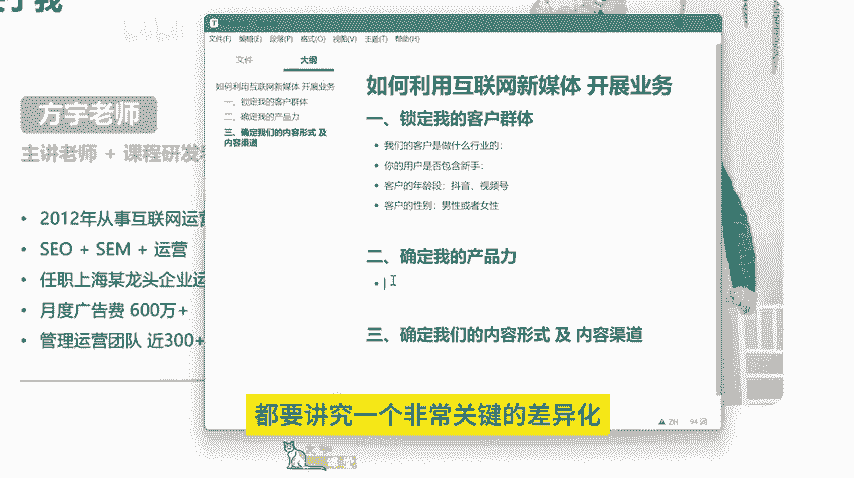 文件(F) 编辑(E) 段落(P) 格式(O) 视图(V) 主题(T) 帮助(H)
文件 大纲
如何利用互联网新媒体 开展业务
一、锁定我的客户群体
二、确定我的产品力
三、确定我们的内容形式 及
内容渠道
如何利用互联网新媒体 开展业务
一、锁定我的客户群体
• 我们的客户是做什么行业的：
• 你的用户是否包含新手：
• 客户的年龄段：抖音、视频号
• 客户的性别：男性或者女性
二、确定我的产品力
三、确定我们的内容形式 及 内容渠道
ZH 94 词
方宇老师
主讲老师 + 课程研发
• 2012年从事互联网运营
• SEO + SEM + 运营
• 任职上海某龙头企业运
• 月度广告费 600万+
• 管理运营团队 近300+
都要讲究一个非常关键的差异化